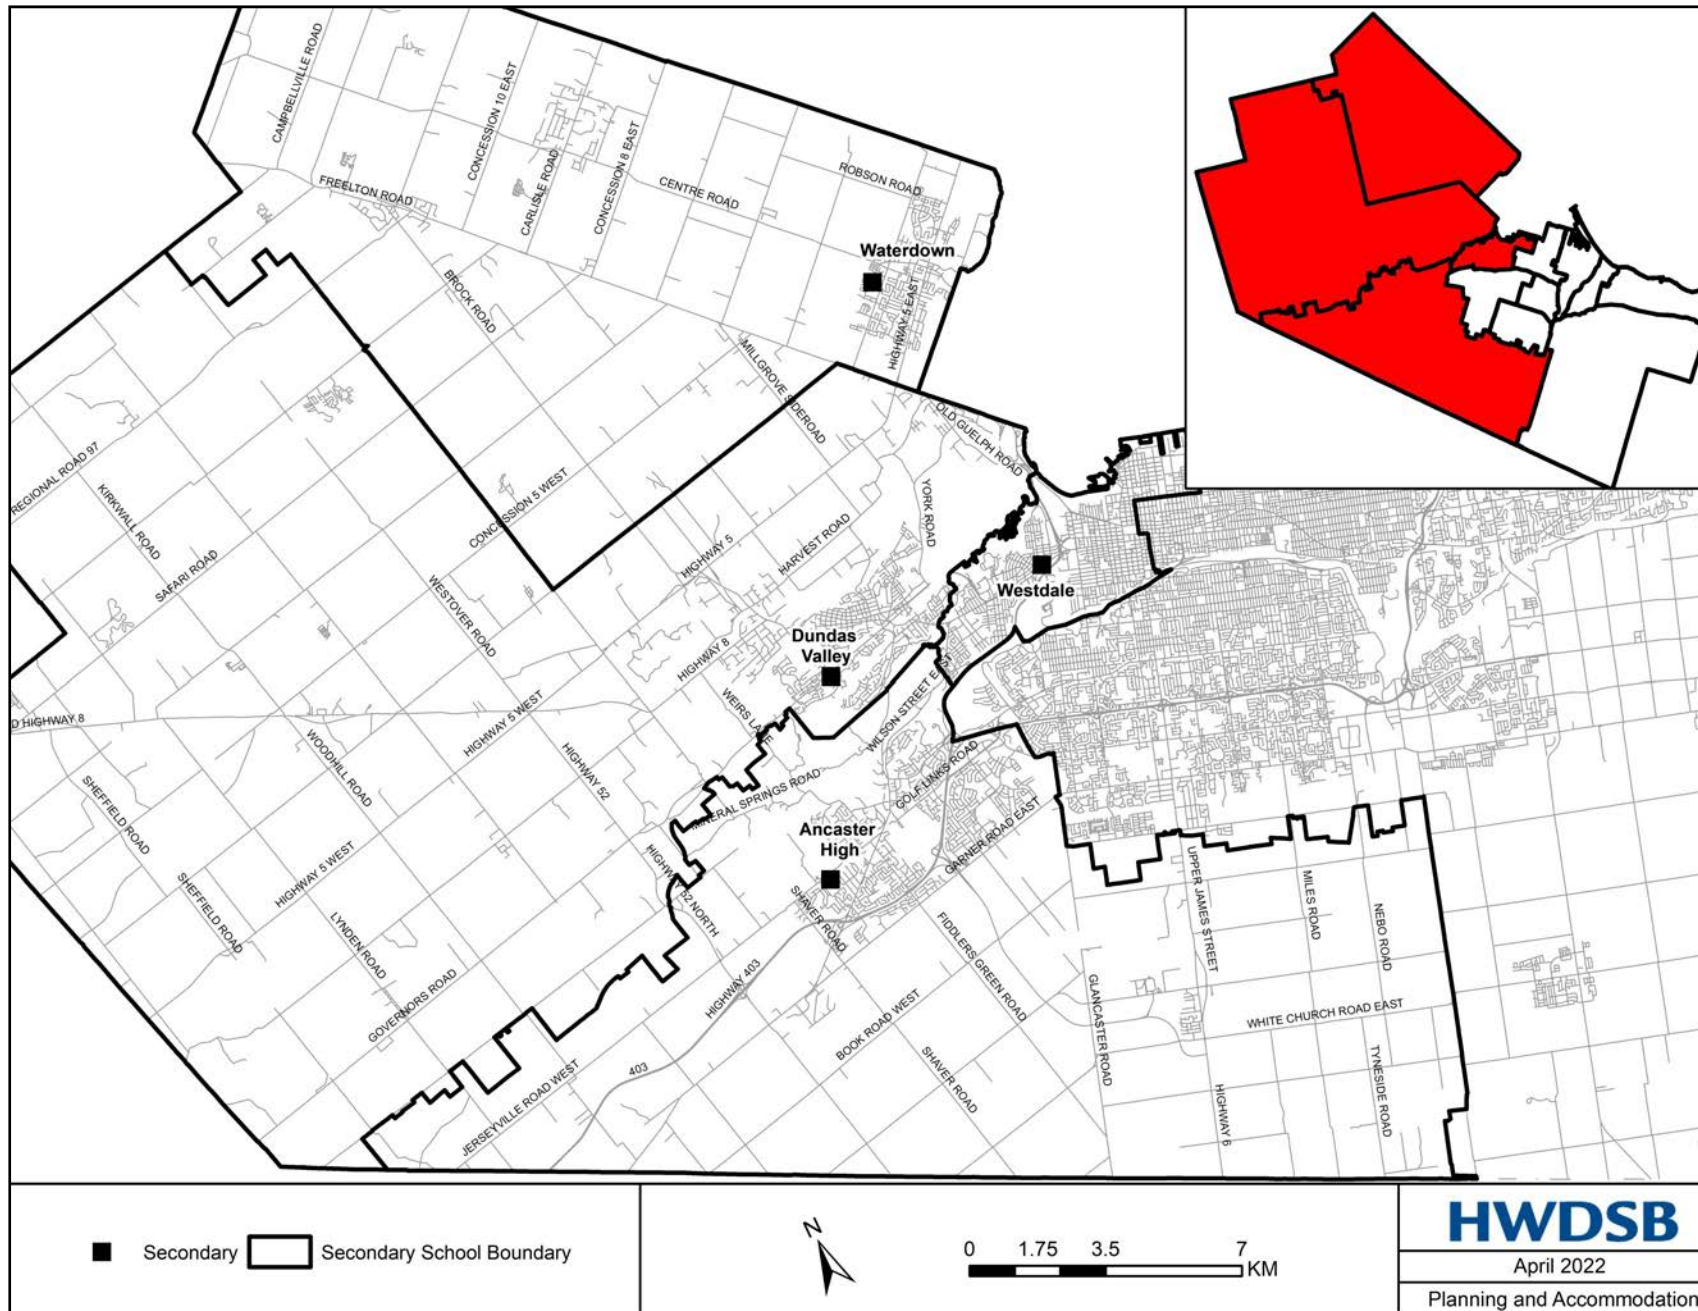 CAMPBELLVILLE ROAD
CONCESSION 10 EAST
FREELTON ROAD
CARLISLE ROAD
CONCESSION 8 EAST
CENTRE ROAD
ROBSON ROAD
Waterdown
BROCK ROAD
HIGHWAY 5 EAST
MILLGROVE SIDEROAD
OLD GUELPH ROAD
REGIONAL ROAD 97
KIRKWALL ROAD
CONCESSION 5 WEST
YORK ROAD
HIGHWAY 5
HARVEST ROAD
SAFARI ROAD
WESTOVER ROAD
Westdale
Dundas
Valley
HIGHWAY 8
WEIRS LANE
WILSON STREET
D HIGHWAY 8
HIGHWAY 5 WEST
WOODHILL ROAD
HIGHWAY 52
SHEFFIELD ROAD
MINERAL SPRINGS ROAD
GOLF LINKS ROAD
Ancaster
High
GARNER ROAD EAST
HIGHWAY 5 WEST
SHEFFIELD ROAD
HIGHWAY 52 NORTH
SHAVER ROAD
UPPER JAMES STREET
MILES ROAD
NEBO ROAD
LYNDEN ROAD
GOVERNORS ROAD
HIGHWAY 403
FIDDLERS GREEN ROAD
BOOK ROAD WEST
GLANCASTER ROAD
WHITE CHURCH ROAD EAST
403
JERSEYVILLE ROAD WEST
SHAVER ROAD
HIGHWAY 6
TYNESIDE ROAD
Secondary
Secondary School Boundary
N
0 1.75 3.5 7
KM
HWDSB
April 2022
Planning and Accommodation